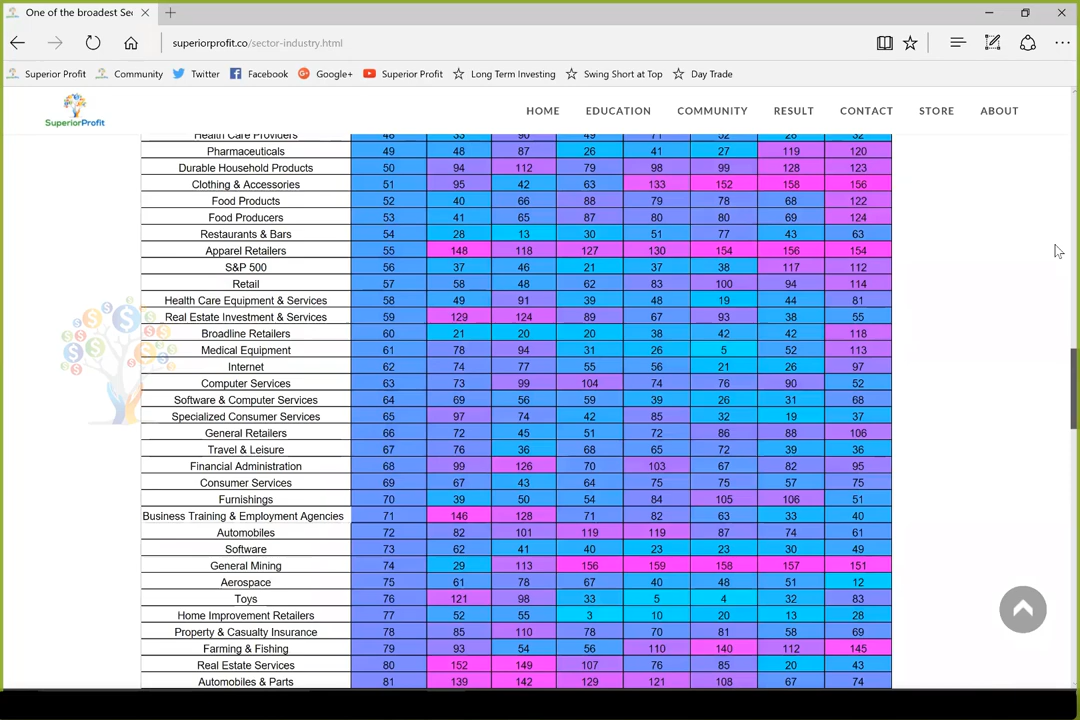 One of the broadest Sec
superiorprofit.co/sector-industry.html
Superior Profit Community Twitter Facebook Google+ Superior Profit Long Term Investing Swing Short at Top Day Trade
SuperiorProfit
HOME EDUCATION COMMUNITY RESULT CONTACT STORE ABOUT
Health Care Providers 48 33 90 49 71 52 28 32
Pharmaceuticals 49 48 87 26 41 27 119 120
Durable Household Products 50 94 112 79 98 99 128 123
Clothing & Accessories 51 95 42 63 133 152 158 156
Food Products 52 40 66 88 79 78 68 122
Food Producers 53 41 65 87 80 80 69 124
Restaurants & Bars 54 28 13 30 51 77 43 63
Apparel Retailers 55 148 118 127 130 154 156 154
S&P 500 56 37 46 21 37 38 117 112
Retail 57 58 48 62 83 100 94 114
Health Care Equipment & Services 58 49 91 39 48 19 44 81
Real Estate Investment & Services 59 129 124 89 67 93 38 55
Broadline Retailers 60 21 20 20 38 42 42 118
Medical Equipment 61 78 94 31 26 5 52 113
Internet 62 74 77 55 56 21 26 97
Computer Services 63 73 99 104 74 76 90 52
Software & Computer Services 64 69 56 59 39 26 31 68
Specialized Consumer Services 65 97 74 42 85 32 19 37
General Retailers 66 72 45 51 72 86 88 106
Travel & Leisure 67 76 36 68 65 72 39 36
Financial Administration 68 99 126 70 103 67 82 95
Consumer Services 69 67 43 64 75 75 57 75
Furnishings 70 39 50 54 84 105 106 51
Business Training & Employment Agencies 71 146 128 71 82 63 33 40
Automobiles 72 82 101 119 119 87 74 61
Software 73 62 41 40 23 23 30 49
General Mining 74 29 113 156 159 158 157 151
Aerospace 75 61 78 67 40 48 51 12
Toys 76 121 98 33 5 4 32 83
Home Improvement Retailers 77 52 55 3 10 20 13 28
Property & Casualty Insurance 78 85 110 78 70 81 58 69
Farming & Fishing 79 93 54 56 110 140 112 145
Real Estate Services 80 152 149 107 76 85 20 43
Automobiles & Parts 81 139 142 129 121 108 67 74